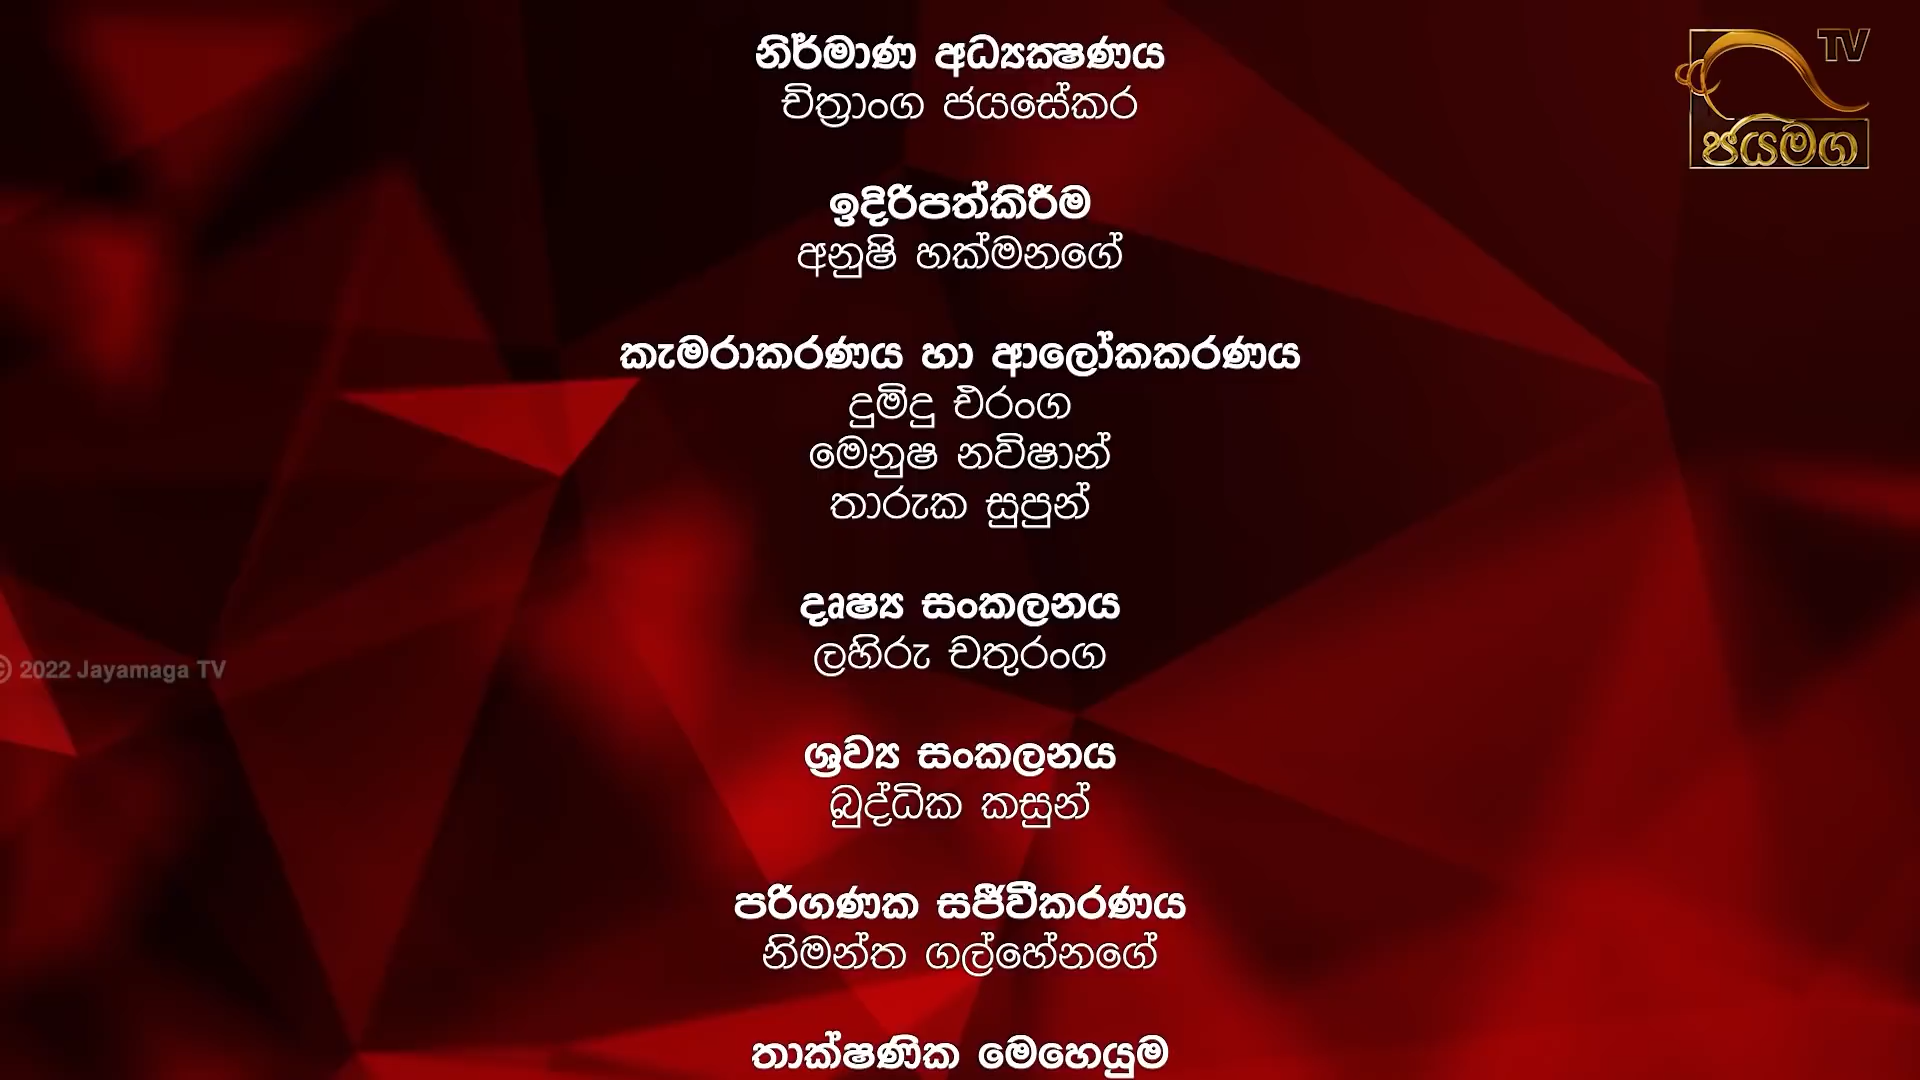 නිර්මාණ අධ්‍යක්ෂණය
චිත්‍රාංග ජයසේකර
TV
ජයමග
ඉදිරිපත්කිරීම
අනුෂි හක්මනගේ
කැමරාකරණය හා ආලෝකකරණය
දුමිදු එරංග
මෙනුෂ නවිෂාන්
තාරුක සුපුන්
දෘෂ්‍ය සංකලනය
ලහිරු චතුරංග
© 2022 Jayamaga TV
ශ්‍රව්‍ය සංකලනය
බුද්ධික කසුන්
පරිගණක සජීවීකරණය
නිමන්ත ගල්හේනගේ
තාක්ෂණික මෙහෙයුම